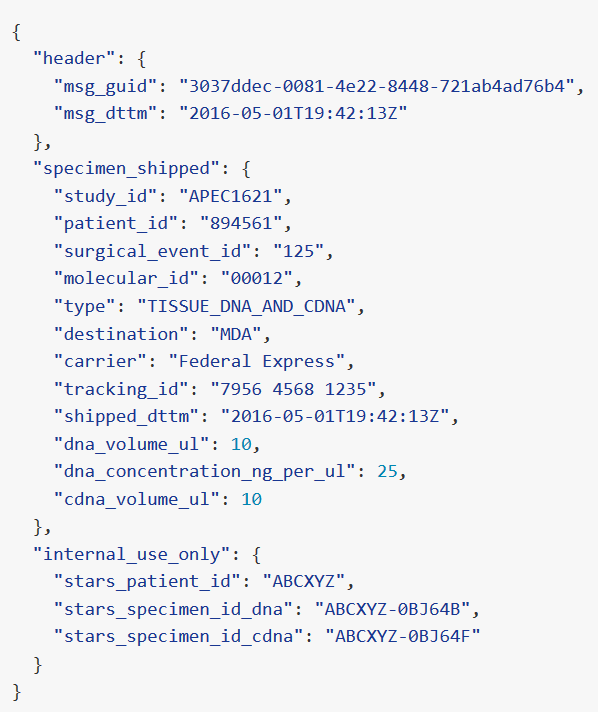 {
  "header": {
    "msg_guid": "3037ddec-0081-4e22-8448-721ab4ad76b4",
    "msg_dttm": "2016-05-01T19:42:13Z"
  },
  "specimen_shipped": {
    "study_id": "APEC1621",
    "patient_id": "894561",
    "surgical_event_id": "125",
    "molecular_id": "00012",
    "type": "TISSUE_DNA_AND_CDNA",
    "destination": "MDA",
    "carrier": "Federal Express",
    "tracking_id": "7956 4568 1235",
    "shipped_dttm": "2016-05-01T19:42:13Z",
    "dna_volume_ul": 10,
    "dna_concentration_ng_per_ul": 25,
    "cdna_volume_ul": 10
  },
  "internal_use_only": {
    "stars_patient_id": "ABCXYZ",
    "stars_specimen_id_dna": "ABCXYZ-0BJ64B",
    "stars_specimen_id_cdna": "ABCXYZ-0BJ64F"
  }
}